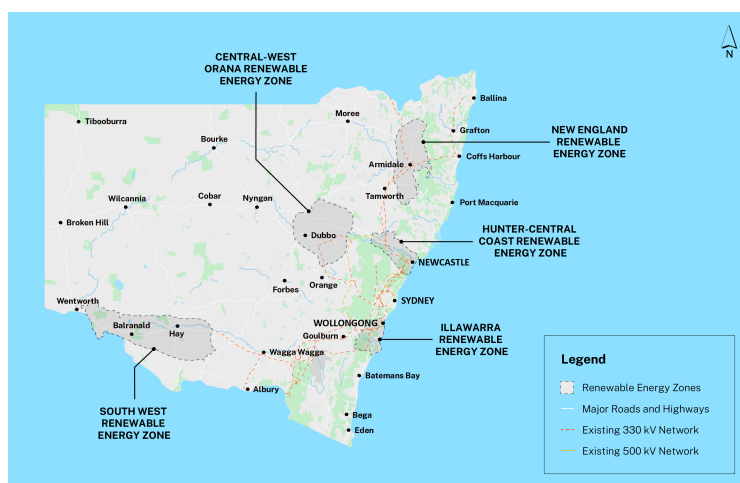 CENTRAL-WEST
ORANA RENEWABLE
ENERGY ZONE
N
Ballina
Moree
Tibooburra
Grafton
NEW ENGLAND
RENEWABLE
ENERGY ZONE
Bourke
Coffs Harbour
Armidale
Tamworth
Wilcannia
Cobar
Nyngan
Port Macquarie
Broken Hill
HUNTER-CENTRAL
COAST RENEWABLE
ENERGY ZONE
Dubbo
NEWCASTLE
Orange
Forbes
SYDNEY
Wentworth
WOLLONGONG
ILLAWARRA
RENEWABLE
ENERGY ZONE
Balranald
Hay
Goulburn
Wagga Wagga
Batemans Bay
Albury
SOUTH WEST
RENEWABLE
ENERGY ZONE
Bega
Eden
Legend
Renewable Energy Zones
Major Roads and Highways
Existing 330 kV Network
Existing 500 kV Network